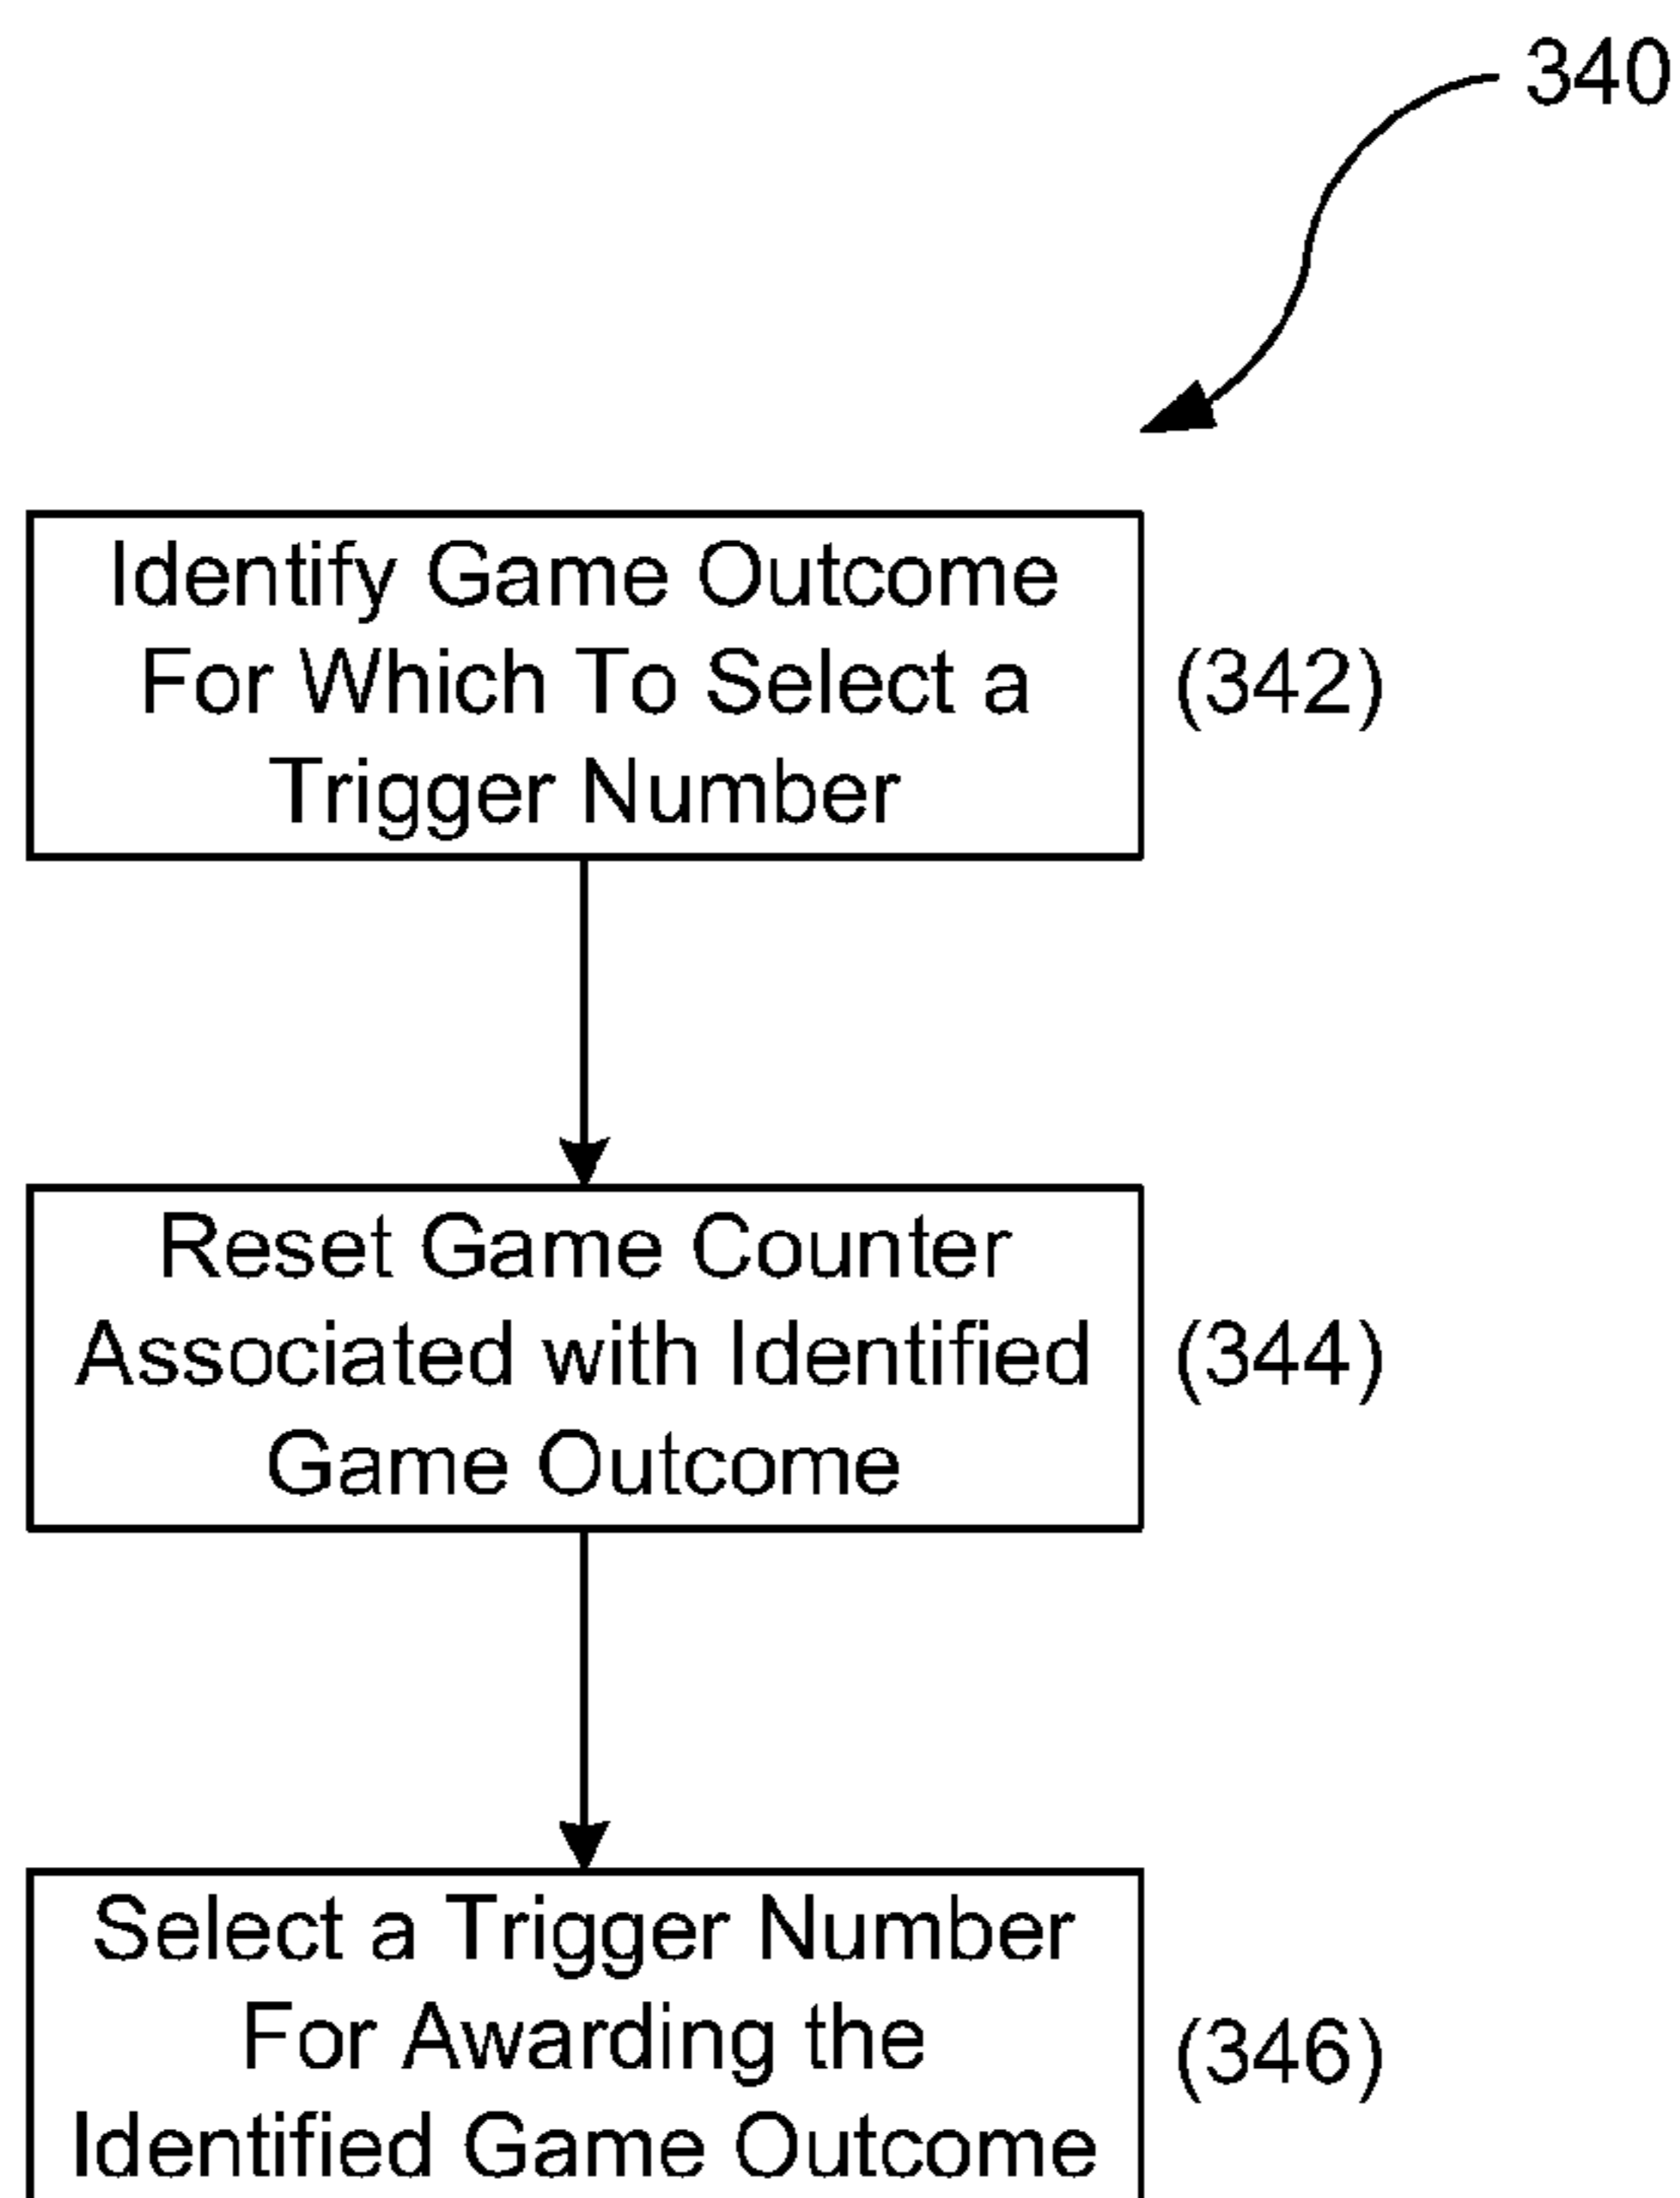 340
Identify Game Outcome
For Which To Select a
Trigger Number
(342)
Reset Game Counter
Associated with Identified
Game Outcome
(344)
Select a Trigger Number
For Awarding the
Identified Game Outcome
(346)